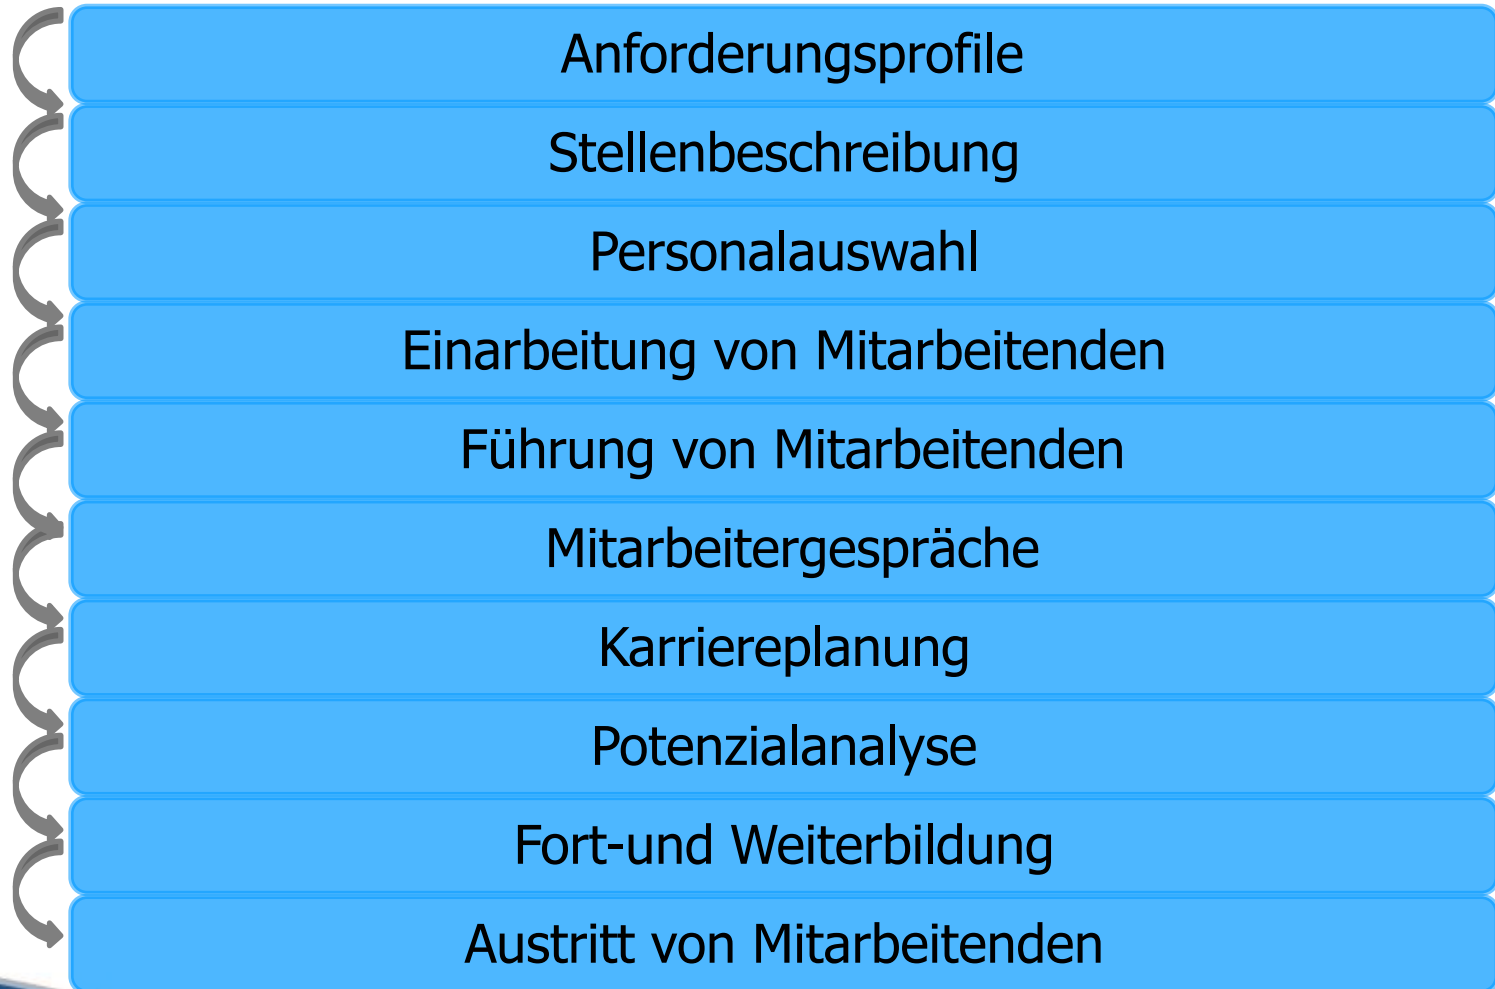 Anforderungsprofile
Stellenbeschreibung
Personalauswahl
Einarbeitung von Mitarbeitenden
Führung von Mitarbeitenden
Mitarbeitergespräche
Karriereplanung
Potenzialanalyse
Fort-und Weiterbildung
Austritt von Mitarbeitenden